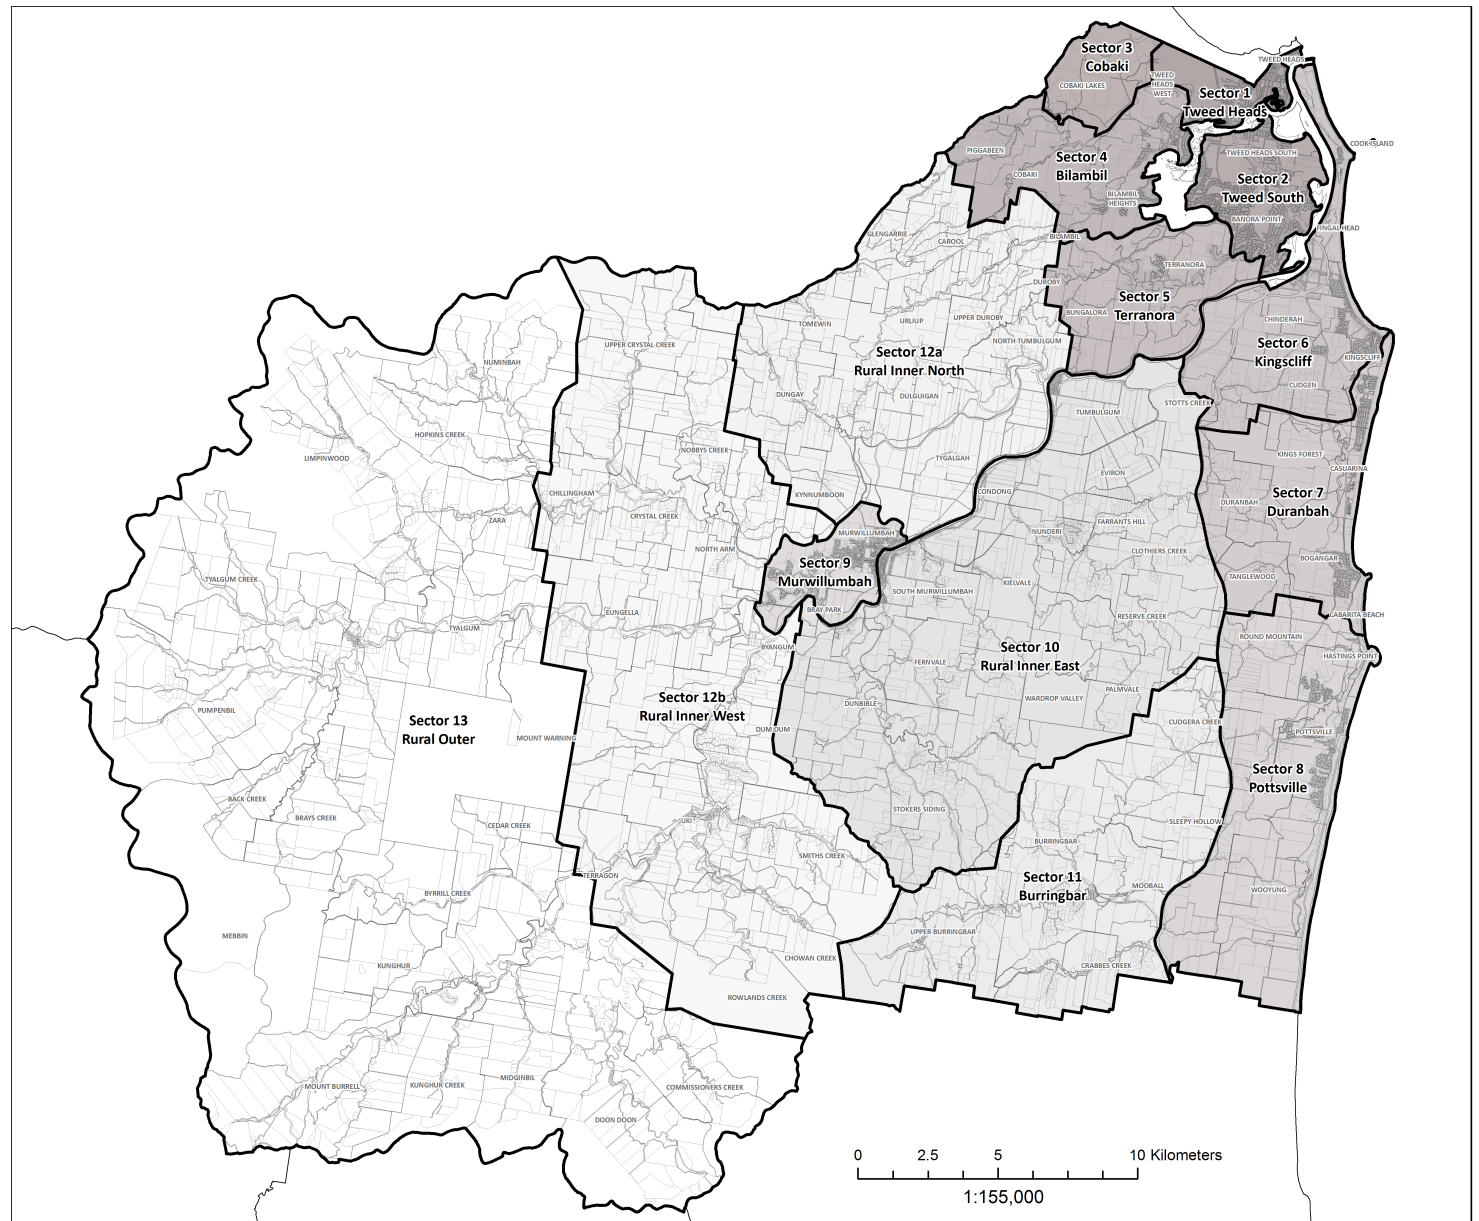 Sector 3
Cobaki
TWEED HEADS
COBAKI LAKES
TWEED
HEADS
WEST
Sector 1
Tweed Heads
COOK ISLAND
PIGGABEEN
Sector 4
Bilambil
TWEED HEADS SOUTH
COBAKI
Sector 2
Tweed South
BILAMBIL
HEIGHTS
BANORA POINT
FINGAL HEAD
GLENGARRIE
CAROOL
BILAMBIL
TERRANORA
DUROBY
Sector 5
Terranora
BUNGALORA
TOMEWIN
URLIUP
UPPER DUROBY
CHINDERAH
NUMINBAH
UPPER CRYSTAL CREEK
NORTH TUMBULGUM
Sector 12a
Rural Inner North
Sector 6
Kingscliff
KINGSCLIFF
DUNGAY
DULGUIGAN
CUDGEN
STOTTS CREEK
TUMBULGUM
HOPKINS CREEK
NOBBYS CREEK
LIMPINWOOD
TYGALGAH
KINGS FOREST
CASUARINA
EVIRON
CHILLINGHAM
KYNNUMBOON
CONDONG
Sector 7
Duranbah
DURANBAH
ZARA
CRYSTAL CREEK
MURWILLUMBAH
NUNDERI
FARRANTS HILL
NORTH ARM
CLOTHIERS CREEK
BOGANGAR
Sector 9
Murwillumbah
TYALGUM CREEK
KIELVALE
TANGLEWOOD
SOUTH MURWILLUMBAH
EUNGELLA
BRAY PARK
RESERVE CREEK
CABARITA BEACH
TYALGUM
BYANGUM
ROUND MOUNTAIN
Sector 10
Rural Inner East
HASTINGS POINT
FERNVALE
Sector 12b
Rural Inner West
PUMPENBIL
DUNBIBLE
WARDROP VALLEY
PALMVALE
Sector 13
Rural Outer
MOUNT WARNING
DUM DUM
CUDGERA CREEK
POTTSVILLE
Sector 8
Pottsville
BACK CREEK
BRAYS CREEK
CEDAR CREEK
UKI
STOKERS SIDING
SLEEPY HOLLOW
BURRINGBAR
SMITHS CREEK
TERRAGON
Sector 11
Burringbar
MOOBALL
BYRRILL CREEK
WOOYUNG
MEBBIN
UPPER BURRINGBAR
CHOWAN CREEK
KUNGHUR
CRABBES CREEK
ROWLANDS CREEK
MIDGINBIL
MOUNT BURRELL
KUNGHUR CREEK
COMMISSIONERS CREEK
DOON DOON
0 2.5 5 10 Kilometers
1:155,000